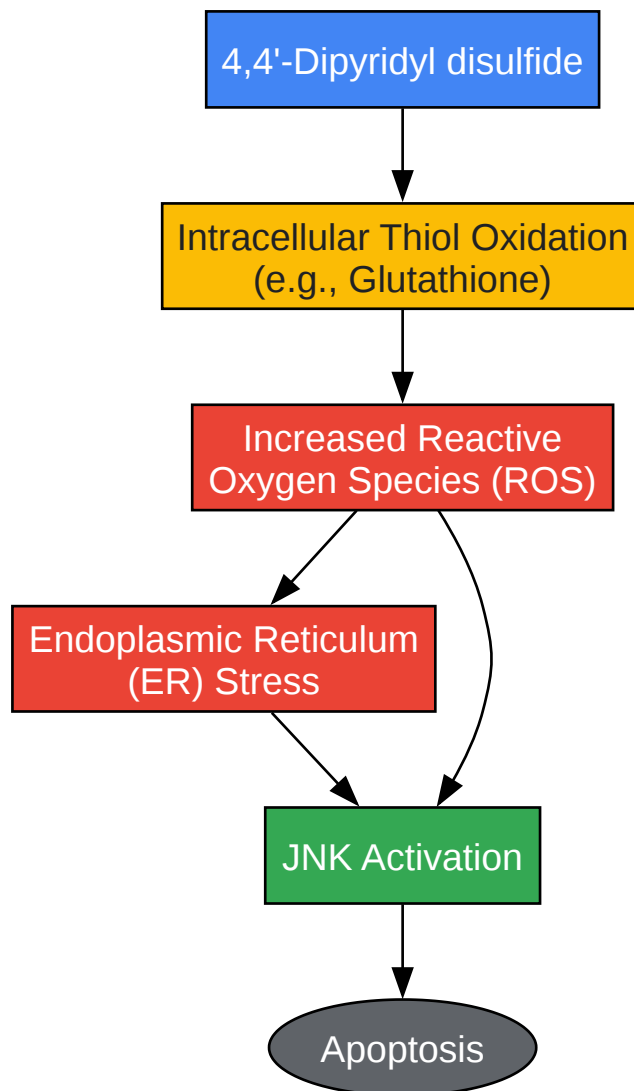 4,4'-Dipyridyl disulfide
Intracellular Thiol Oxidation
(e.g., Glutathione)
Increased Reactive
Oxygen Species (ROS)
Endoplasmic Reticulum
(ER) Stress
JNK Activation
Apoptosis